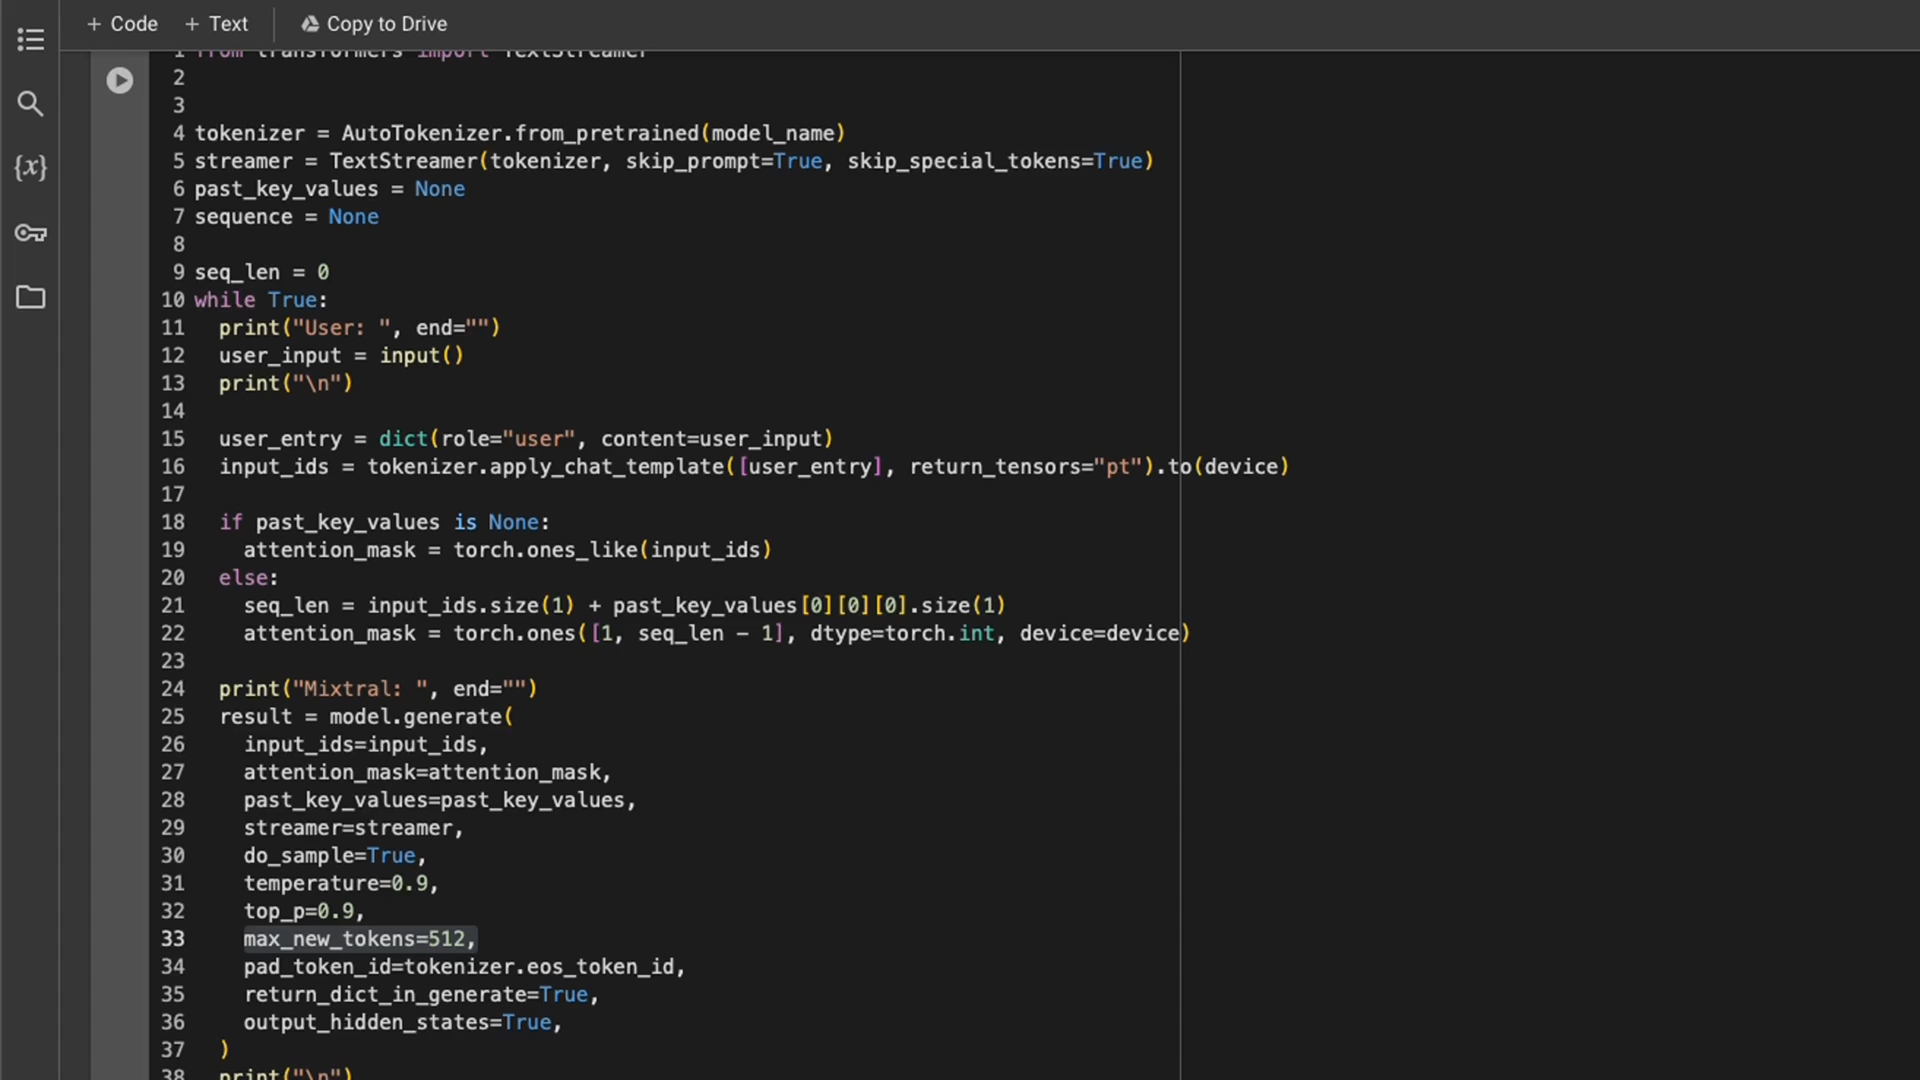 + Code + Text Copy to Drive
1 from transformers import TextStreamer
2
3
4 tokenizer = AutoTokenizer.from_pretrained(model_name)
5 streamer = TextStreamer(tokenizer, skip_prompt=True, skip_special_tokens=True)
6 past_key_values = None
7 sequence = None
8
9 seq_len = 0
10 while True:
11   print("User: ", end="")
12   user_input = input()
13   print("\n")
14
15   user_entry = dict(role="user", content=user_input)
16   input_ids = tokenizer.apply_chat_template([user_entry], return_tensors="pt").to(device)
17
18   if past_key_values is None:
19     attention_mask = torch.ones_like(input_ids)
20   else:
21     seq_len = input_ids.size(1) + past_key_values[0][0][0].size(1)
22     attention_mask = torch.ones([1, seq_len - 1], dtype=torch.int, device=device)
23
24   print("Mixtral: ", end="")
25   result = model.generate(
26     input_ids=input_ids,
27     attention_mask=attention_mask,
28     past_key_values=past_key_values,
29     streamer=streamer,
30     do_sample=True,
31     temperature=0.9,
32     top_p=0.9,
33     max_new_tokens=512,
34     pad_token_id=tokenizer.eos_token_id,
35     return_dict_in_generate=True,
36     output_hidden_states=True,
37   )
38   print("\n")